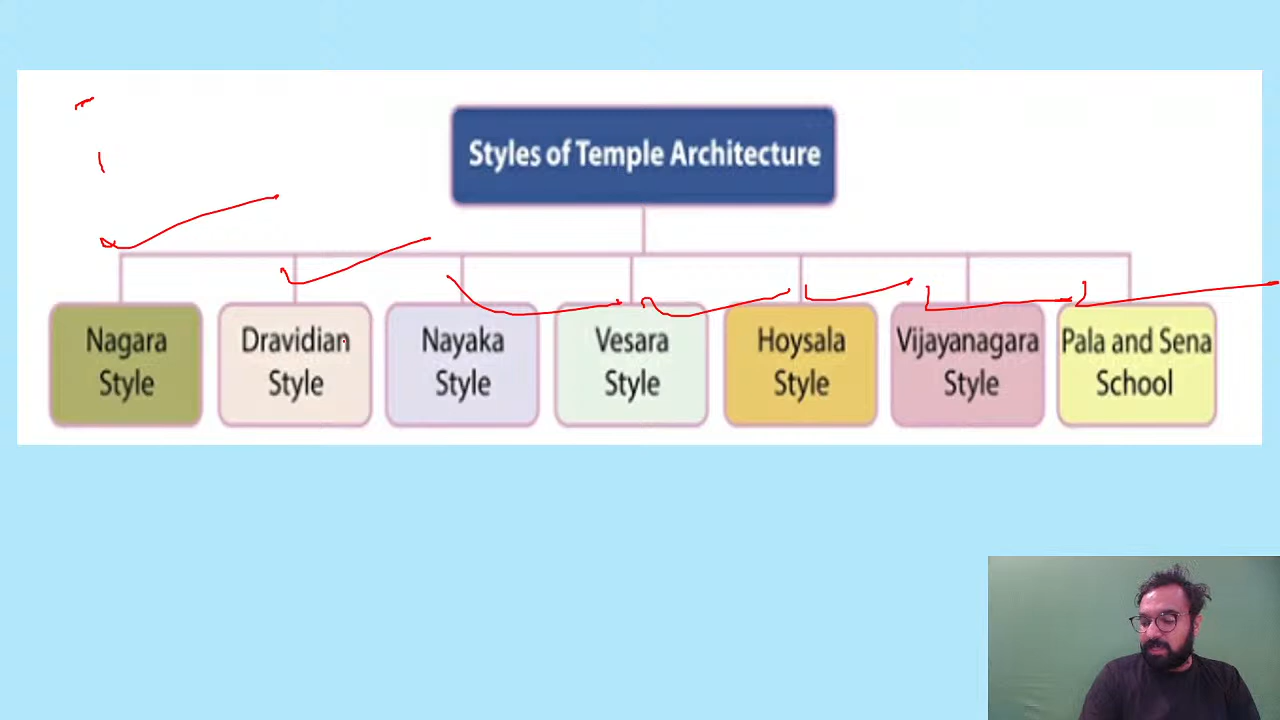 Styles of Temple Architecture
Nagara
Style
Dravidian
Style
Nayaka
Style
Vesara
Style
Hoysala
Style
Vijayanagara
Style
Pala and Sena
School